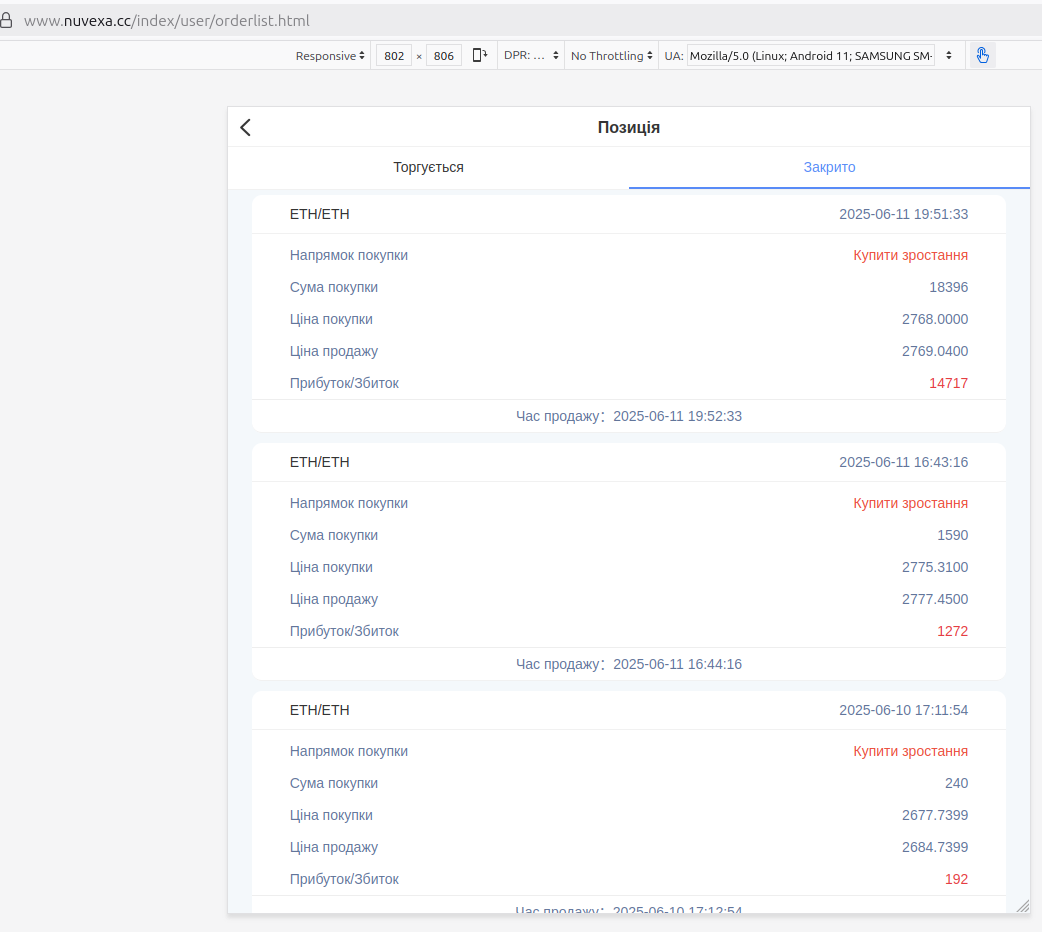 www.nuvexa.cc/index/user/orderlist.html
Responsive 802 × 806 DPR: ... No Throttling UA: Mozilla/5.0 (Linux; Android 11; SAMSUNG SM-
Позиція
Торгується Закрито
ETH/ETH 2025-06-11 19:51:33
Напрямок покупки Купити зростання
Сума покупки 18396
Ціна покупки 2768.0000
Ціна продажу 2769.0400
Прибуток/Збиток 14717
Час продажу：2025-06-11 19:52:33
ETH/ETH 2025-06-11 16:43:16
Напрямок покупки Купити зростання
Сума покупки 1590
Ціна покупки 2775.3100
Ціна продажу 2777.4500
Прибуток/Збиток 1272
Час продажу：2025-06-11 16:44:16
ETH/ETH 2025-06-10 17:11:54
Напрямок покупки Купити зростання
Сума покупки 240
Ціна покупки 2677.7399
Ціна продажу 2684.7399
Прибуток/Збиток 192
Час продажу：2025-06-10 17:12:54